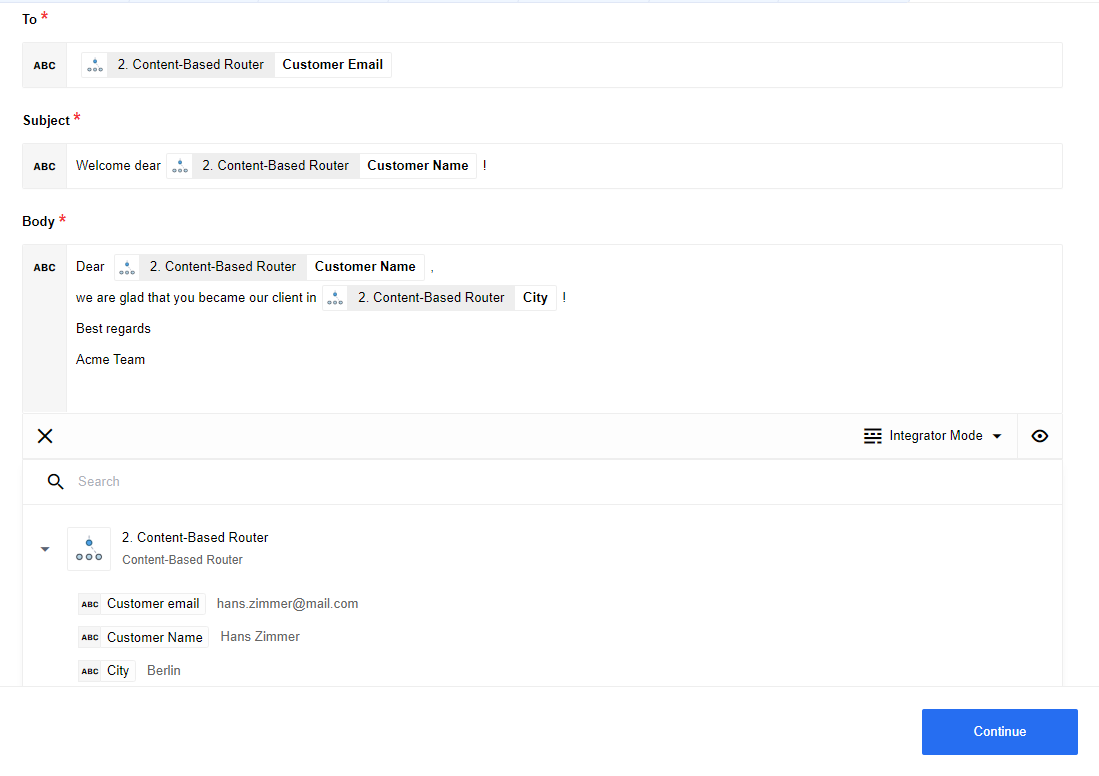 To *
ABC 2. Content-Based Router Customer Email
Subject *
ABC Welcome dear 2. Content-Based Router Customer Name !
Body *
ABC Dear 2. Content-Based Router Customer Name ,
we are glad that you became our client in 2. Content-Based Router City !
Best regards
Acme Team
Integrator Mode
Search
2. Content-Based Router
Content-Based Router
ABC Customer email hans.zimmer@mail.com
ABC Customer Name Hans Zimmer
ABC City Berlin
Continue